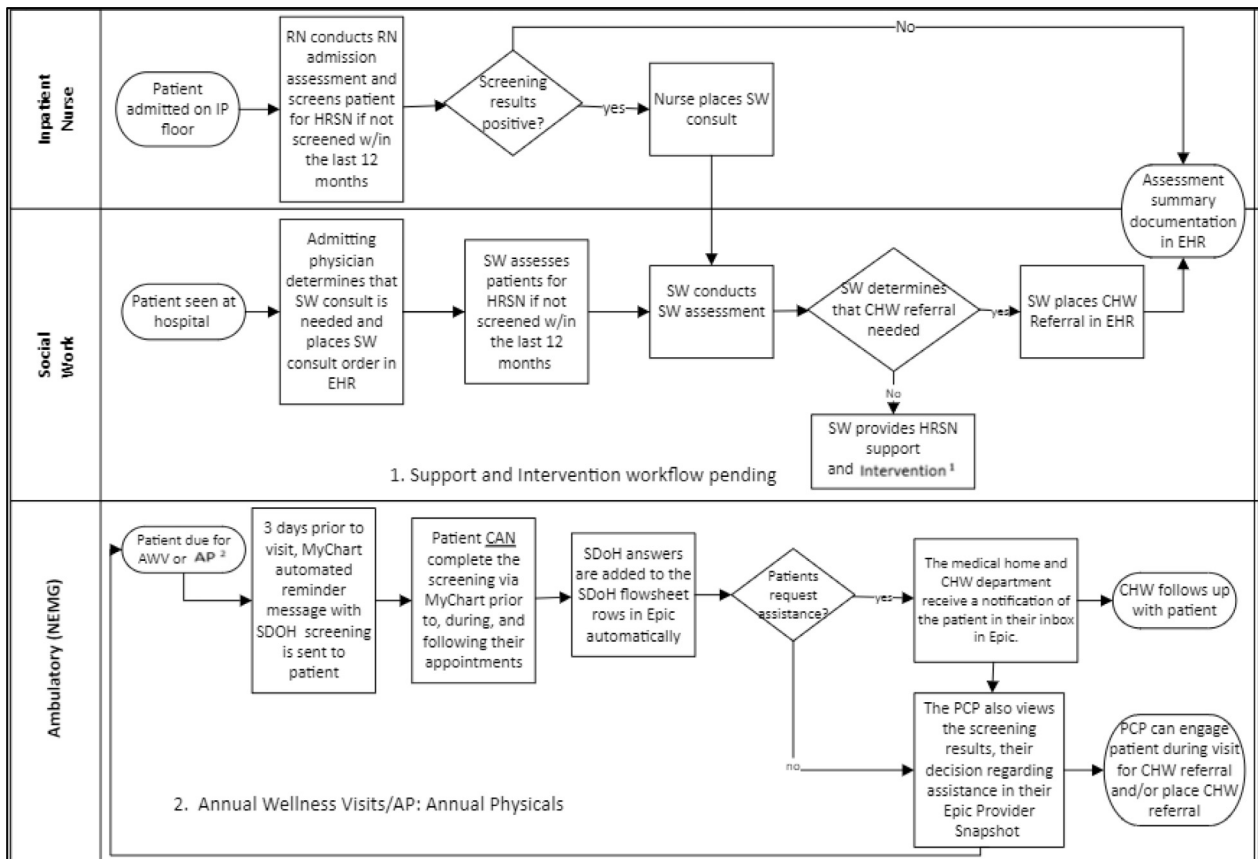 Inpatient
Nurse
Patient
admitted on IP
floor
RN conducts RN
admission
assessment and
screens patient
for HRSN if not
screened w/in
the last 12
months
Screening
results
positive?
yes
No
Nurse places SW
consult
Assessment
summary
documentation
in EHR
Social
Work
Patient seen at
hospital
Admitting
physician
determines that
SW consult is
needed and
places SW
consult order in
EHR
SW assesses
patients for
HRSN if not
screened w/in
the last 12
months
SW conducts
SW assessment
SW determines
that CHW referral
needed
yes
SW places CHW
Referral in EHR
No
SW provides HRSN
support
and Intervention ¹
1. Support and Intervention workflow pending
Ambulatory (NEMG)
Patient due for
AWV or AP ²
3 days prior to
visit, MyChart
automated
reminder
message with
SDOH screening
is sent to
patient
Patient CAN
complete the
screening via
MyChart prior
to, during, and
following their
appointments
SDoH answers
are added to the
SDoH flowsheet
rows in Epic
automatically
Patients
request
assistance?
yes
The medical home and
CHW department
receive a notification of
the patient in their inbox
in Epic.
CHW follows up
with patient
no
The PCP also views
the screening
results, their
decision regarding
assistance in their
Epic Provider
Snapshot
PCP can engage
patient during visit
for CHW referral
and/or place CHW
referral
2. Annual Wellness Visits/AP: Annual Physicals